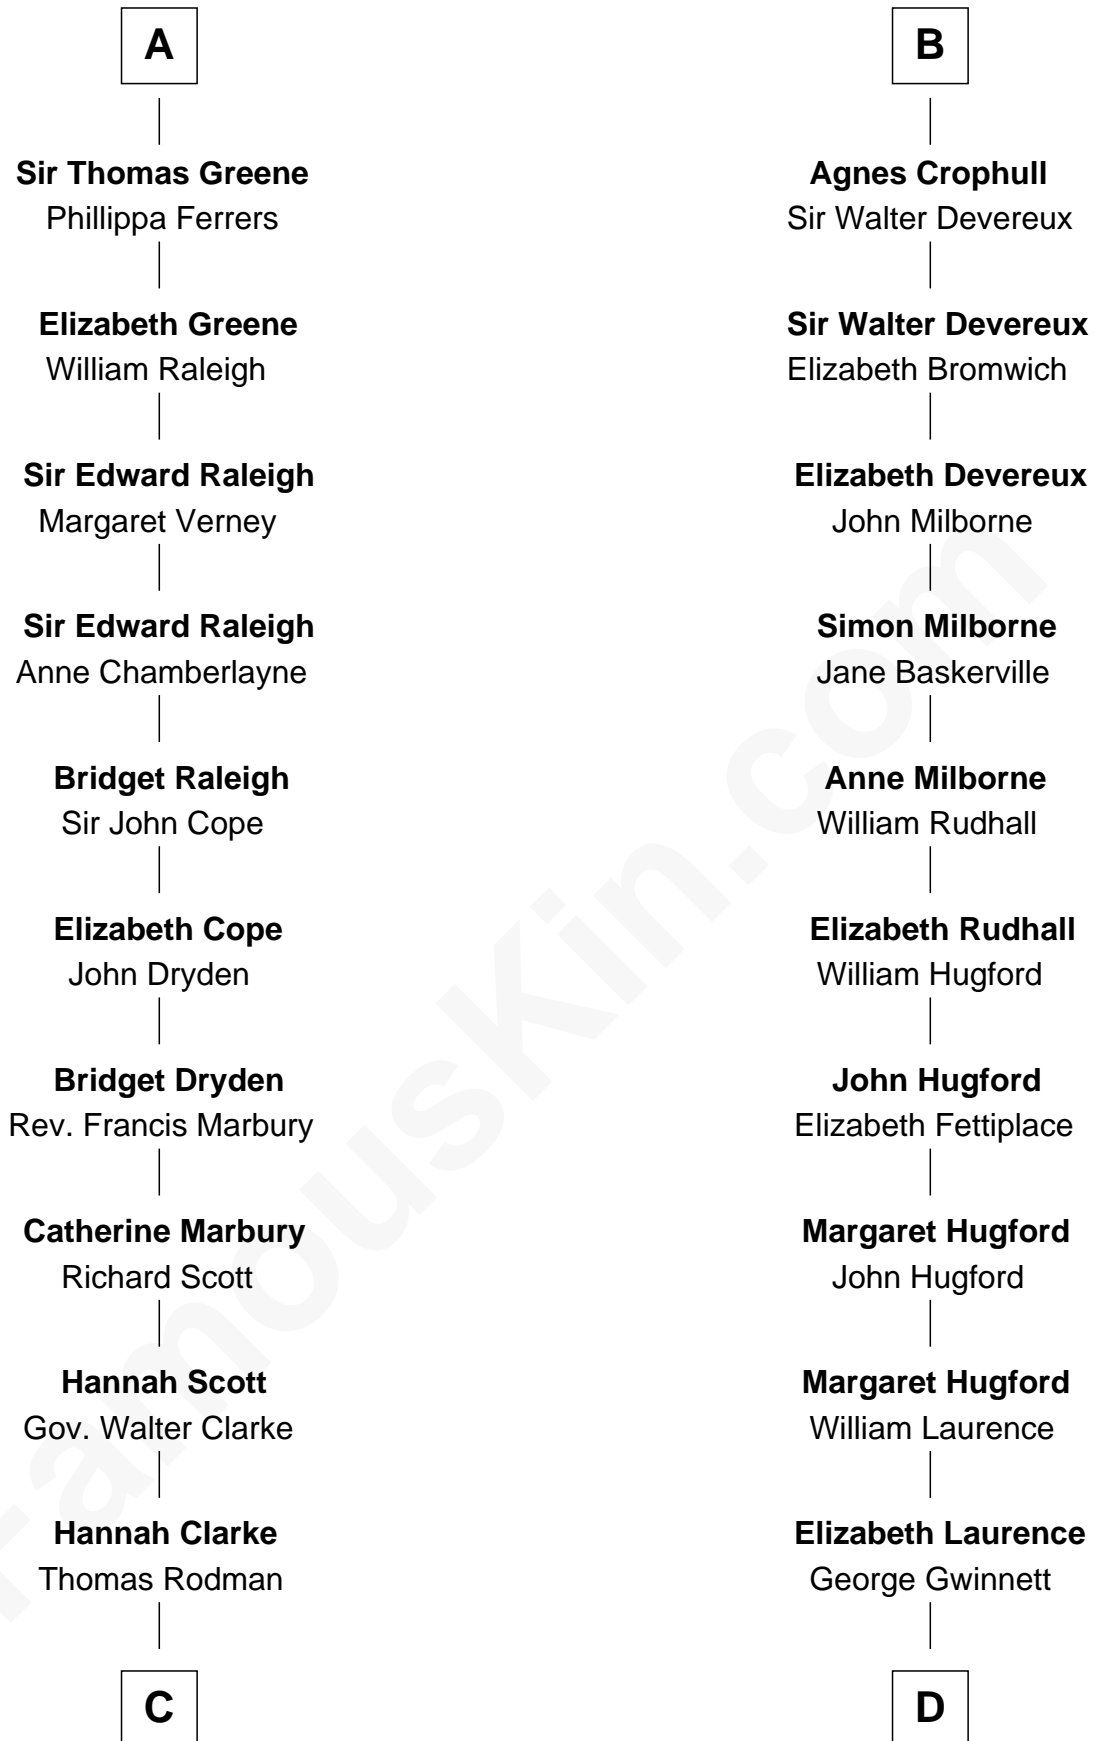 A
Sir Thomas Greene
Phillippa Ferrers
Elizabeth Greene
William Raleigh
Sir Edward Raleigh
Margaret Verney
Sir Edward Raleigh
Anne Chamberlayne
Bridget Raleigh
Sir John Cope
Elizabeth Cope
John Dryden
Bridget Dryden
Rev. Francis Marbury
Catherine Marbury
Richard Scott
Hannah Scott
Gov. Walter Clarke
Hannah Clarke
Thomas Rodman
C
B
Agnes Crophull
Sir Walter Devereux
Sir Walter Devereux
Elizabeth Bromwich
Elizabeth Devereux
John Milborne
Simon Milborne
Jane Baskerville
Anne Milborne
William Rudhall
Elizabeth Rudhall
William Hugford
John Hugford
Elizabeth Fettiplace
Margaret Hugford
John Hugford
Margaret Hugford
William Laurence
Elizabeth Laurence
George Gwinnett
D
FamousKin.com